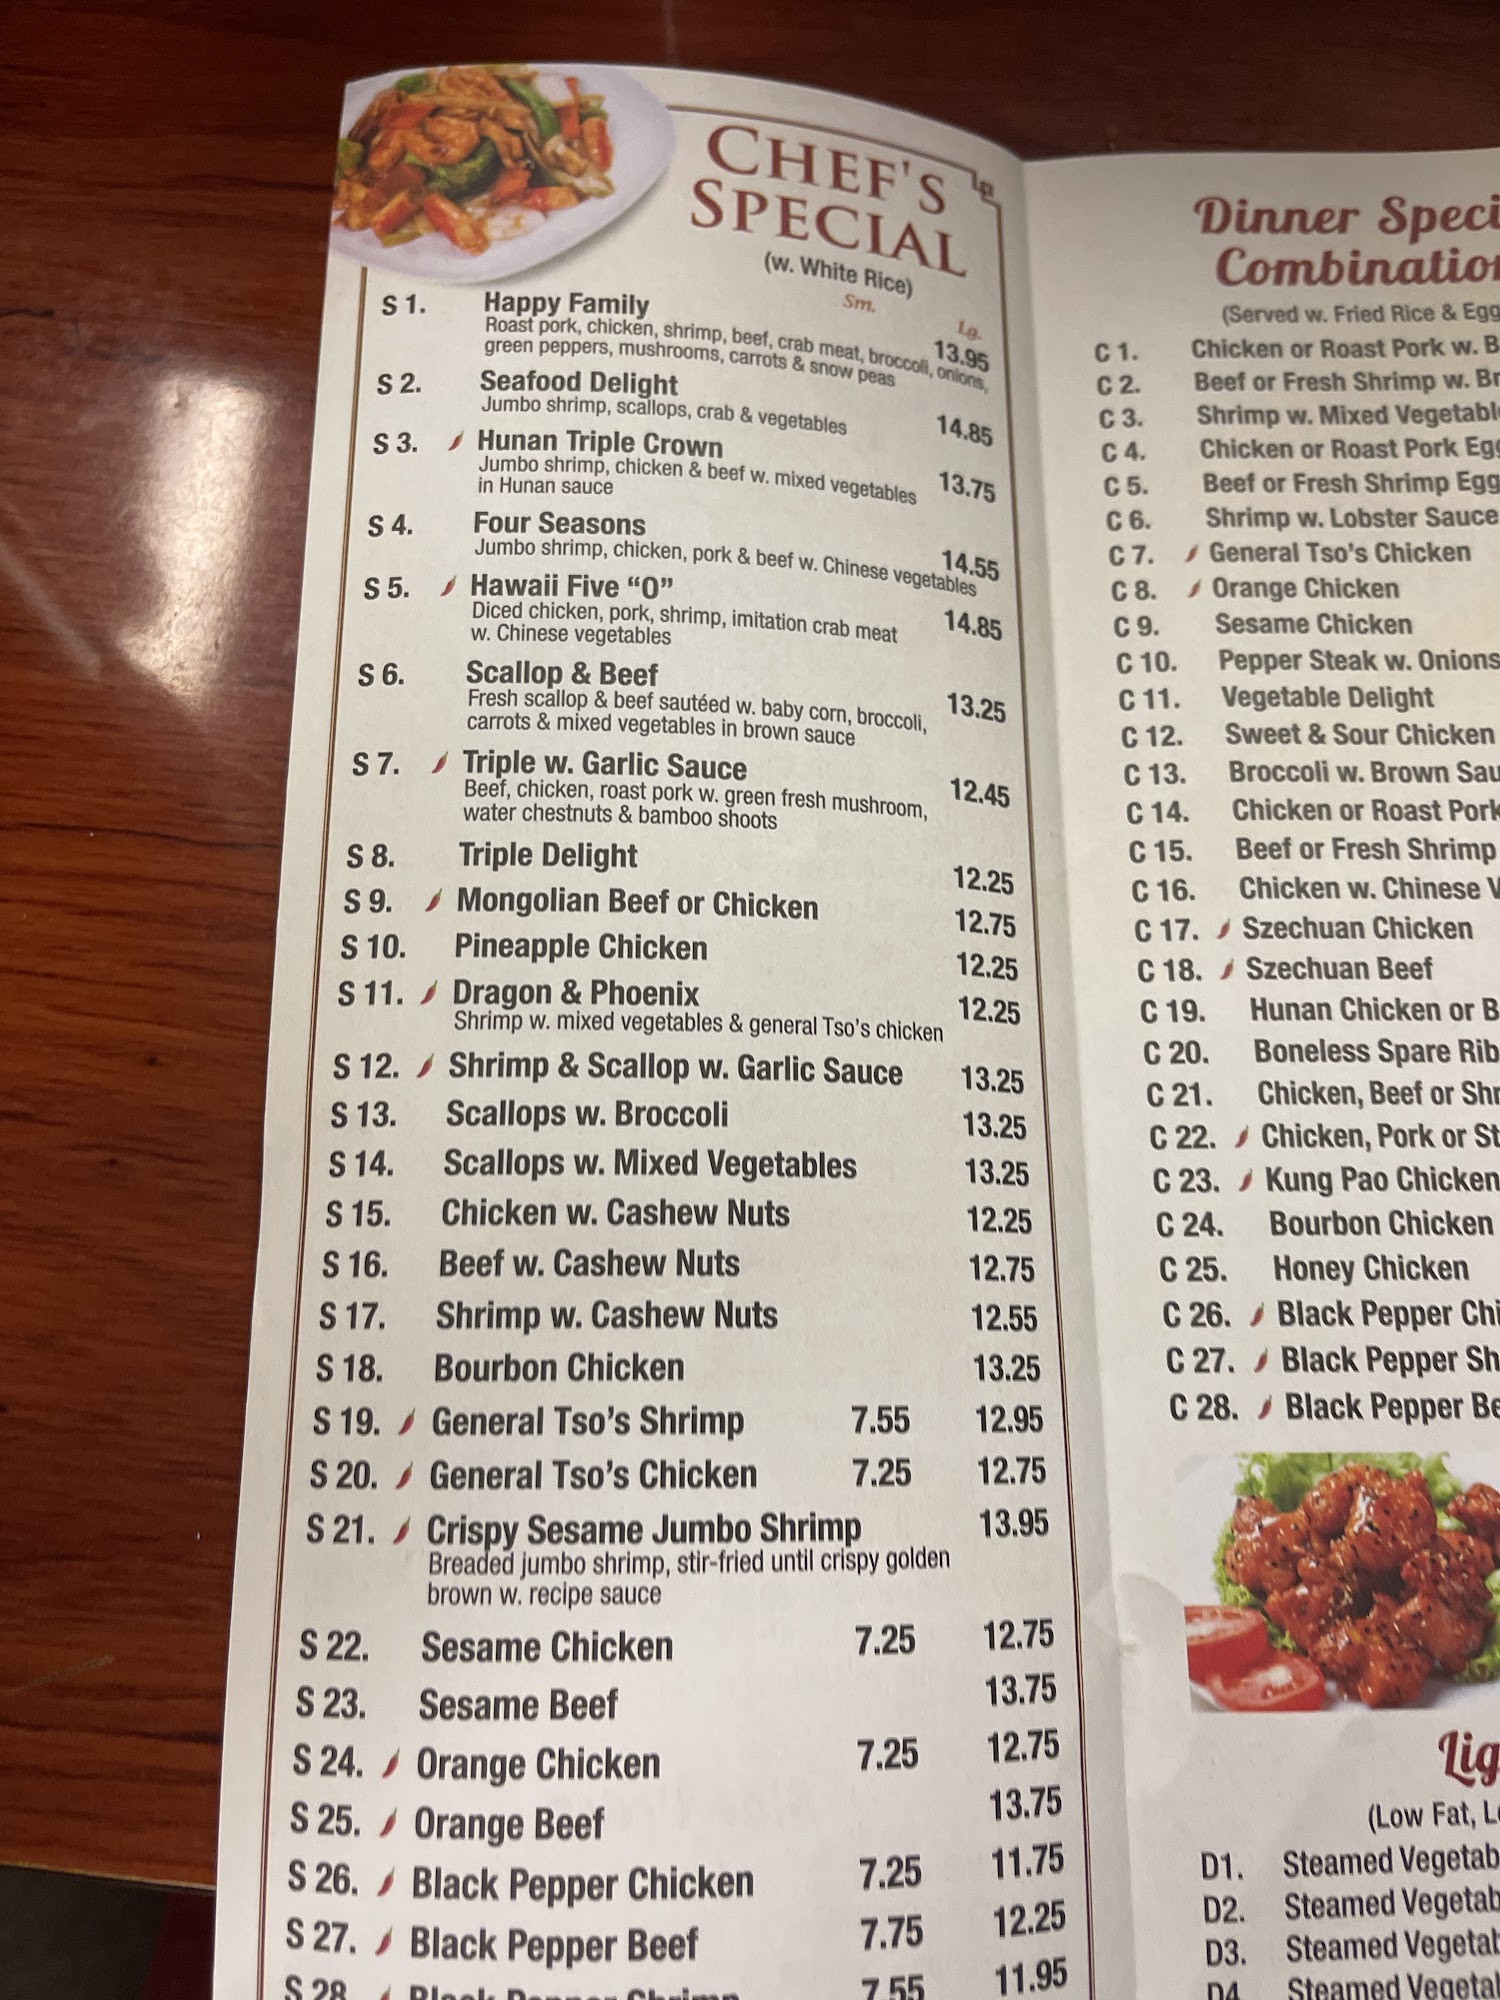 CHEF'S
SPECIAL
(w. White Rice)
Sm. Lg.
S 1. Happy Family 13.95
Roast pork, chicken, shrimp, beef, crab meat, broccoli, onions,
green peppers, mushrooms, carrots & snow peas
S 2. Seafood Delight 14.85
Jumbo shrimp, scallops, crab & vegetables
S 3. Hunan Triple Crown 13.75
Jumbo shrimp, chicken & beef w. mixed vegetables
in Hunan sauce
S 4. Four Seasons 14.55
Jumbo shrimp, chicken, pork & beef w. Chinese vegetables
S 5. Hawaii Five “O” 14.85
Diced chicken, pork, shrimp, imitation crab meat
w. Chinese vegetables
S 6. Scallop & Beef 13.25
Fresh scallop & beef sautéed w. baby corn, broccoli,
carrots & mixed vegetables in brown sauce
S 7. Triple w. Garlic Sauce 12.45
Beef, chicken, roast pork w. green fresh mushroom,
water chestnuts & bamboo shoots
S 8. Triple Delight 12.25
S 9. Mongolian Beef or Chicken 12.75
S 10. Pineapple Chicken 12.25
S 11. Dragon & Phoenix 12.25
Shrimp w. mixed vegetables & general Tso's chicken
S 12. Shrimp & Scallop w. Garlic Sauce 13.25
S 13. Scallops w. Broccoli 13.25
S 14. Scallops w. Mixed Vegetables 13.25
S 15. Chicken w. Cashew Nuts 12.25
S 16. Beef w. Cashew Nuts 12.75
S 17. Shrimp w. Cashew Nuts 12.55
S 18. Bourbon Chicken 13.25
S 19. General Tso's Shrimp 7.55 12.95
S 20. General Tso's Chicken 7.25 12.75
S 21. Crispy Sesame Jumbo Shrimp 13.95
Breaded jumbo shrimp, stir-fried until crispy golden
brown w. recipe sauce
S 22. Sesame Chicken 7.25 12.75
S 23. Sesame Beef 13.75
S 24. Orange Chicken 7.25 12.75
S 25. Orange Beef 13.75
S 26. Black Pepper Chicken 7.25 11.75
S 27. Black Pepper Beef 7.75 12.25
S 28 Black Pepper Shrimp 7.55 11.95
Dinner Speci
Combination
(Served w. Fried Rice & Egg
C 1. Chicken or Roast Pork w. B
C 2. Beef or Fresh Shrimp w. Br
C 3. Shrimp w. Mixed Vegetabl
C 4. Chicken or Roast Pork Egg
C 5. Beef or Fresh Shrimp Egg
C 6. Shrimp w. Lobster Sauce
C 7. General Tso's Chicken
C 8. Orange Chicken
C 9. Sesame Chicken
C 10. Pepper Steak w. Onions
C 11. Vegetable Delight
C 12. Sweet & Sour Chicken
C 13. Broccoli w. Brown Sau
C 14. Chicken or Roast Pork
C 15. Beef or Fresh Shrimp
C 16. Chicken w. Chinese V
C 17. Szechuan Chicken
C 18. Szechuan Beef
C 19. Hunan Chicken or B
C 20. Boneless Spare Rib
C 21. Chicken, Beef or Shr
C 22. Chicken, Pork or St
C 23. Kung Pao Chicken
C 24. Bourbon Chicken
C 25. Honey Chicken
C 26. Black Pepper Chi
C 27. Black Pepper Sh
C 28. Black Pepper Be
Lig
(Low Fat, L
D1. Steamed Vegetab
D2. Steamed Vegetab
D3. Steamed Vegetab
D4 Steamed Vegetal